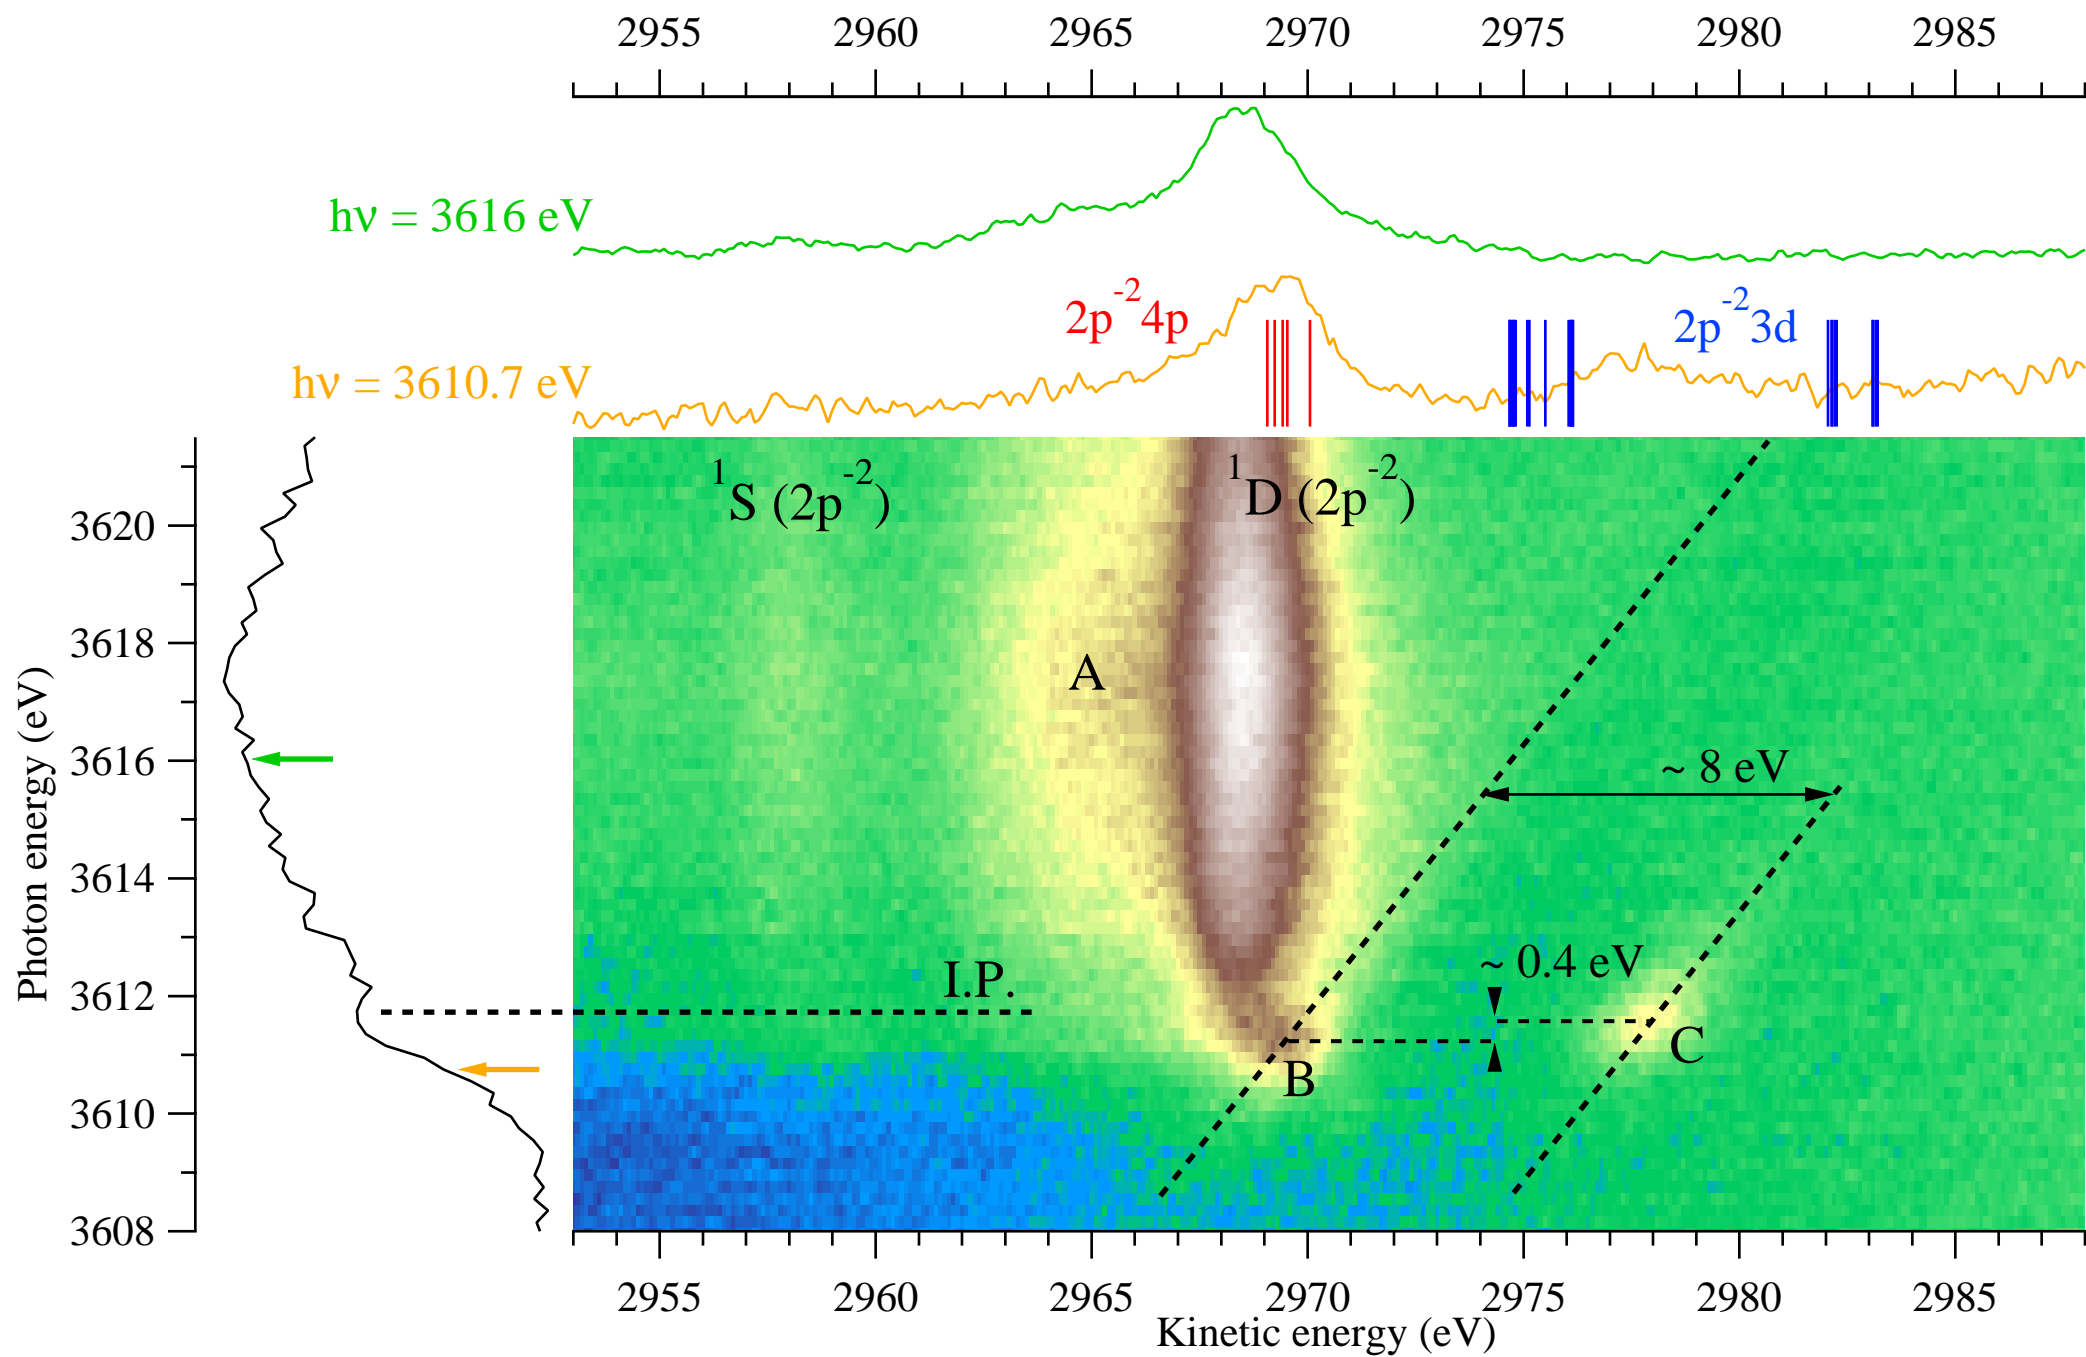 2955 2960 2965 2970 2975 2980 2985
hν = 3616 eV
2p⁻²4p
2p⁻²3d
hν = 3610.7 eV
¹S (2p⁻²)
¹D (2p⁻²)
3620
3618
A
3616
~ 8 eV
3614
~ 0.4 eV
I.P.
3612
C
B
3610
3608
Photon energy (eV)
2955 2960 2965 2970 2975 2980 2985
Kinetic energy (eV)